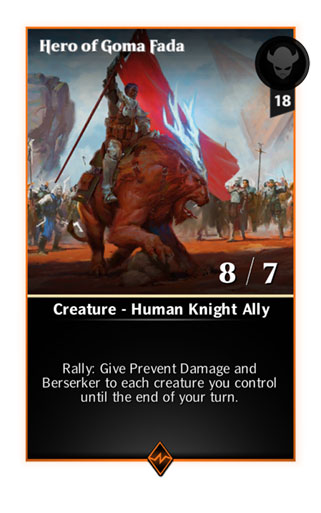 Hero of Goma Fada
18
8 / 7
Creature - Human Knight Ally
Rally: Give Prevent Damage and
Berserker to each creature you control
until the end of your turn.